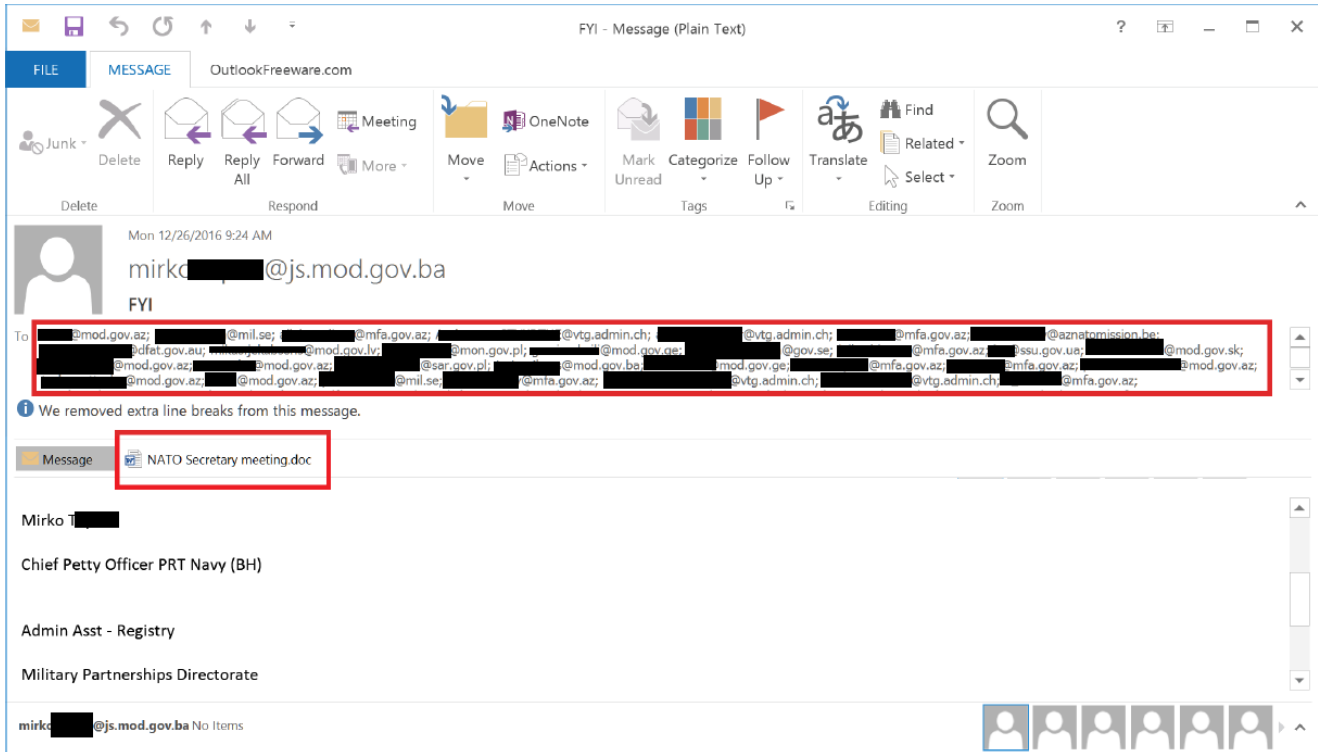 FYI - Message (Plain Text)
?
FILE MESSAGE OutlookFreeware.com
Junk
Delete
Reply
Reply All
Forward
Meeting
More
Move
OneNote
Actions
Mark Unread
Categorize
Follow Up
Translate
Find
Related
Select
Zoom
Delete Respond Move Tags Editing Zoom
Mon 12/26/2016 9:24 AM
mirko @js.mod.gov.ba
FYI
To @mod.gov.az; @mil.se; @mfa.gov.az; @vtg.admin.ch; @vtg.admin.ch; @mfa.gov.az; @aznatomission.be;
@dfat.gov.au; @mod.gov.lv; @mon.gov.pl; @mod.gov.ge; @gov.se; @mfa.gov.az; @ssu.gov.ua; @mod.gov.sk;
@mod.gov.az; @mod.gov.az; @sar.gov.pl; @mod.gov.ba; @mod.gov.ge; @mfa.gov.az; @mfa.gov.az; @mod.gov.az;
@mod.gov.az; @mod.gov.az; @mil.se; @mfa.gov.az; @vtg.admin.ch; @vtg.admin.ch; @mfa.gov.az;
We removed extra line breaks from this message.
Message NATO Secretary meeting.doc
Mirko T
Chief Petty Officer PRT Navy (BH)
Admin Asst - Registry
Military Partnerships Directorate
mirko @js.mod.gov.ba No Items